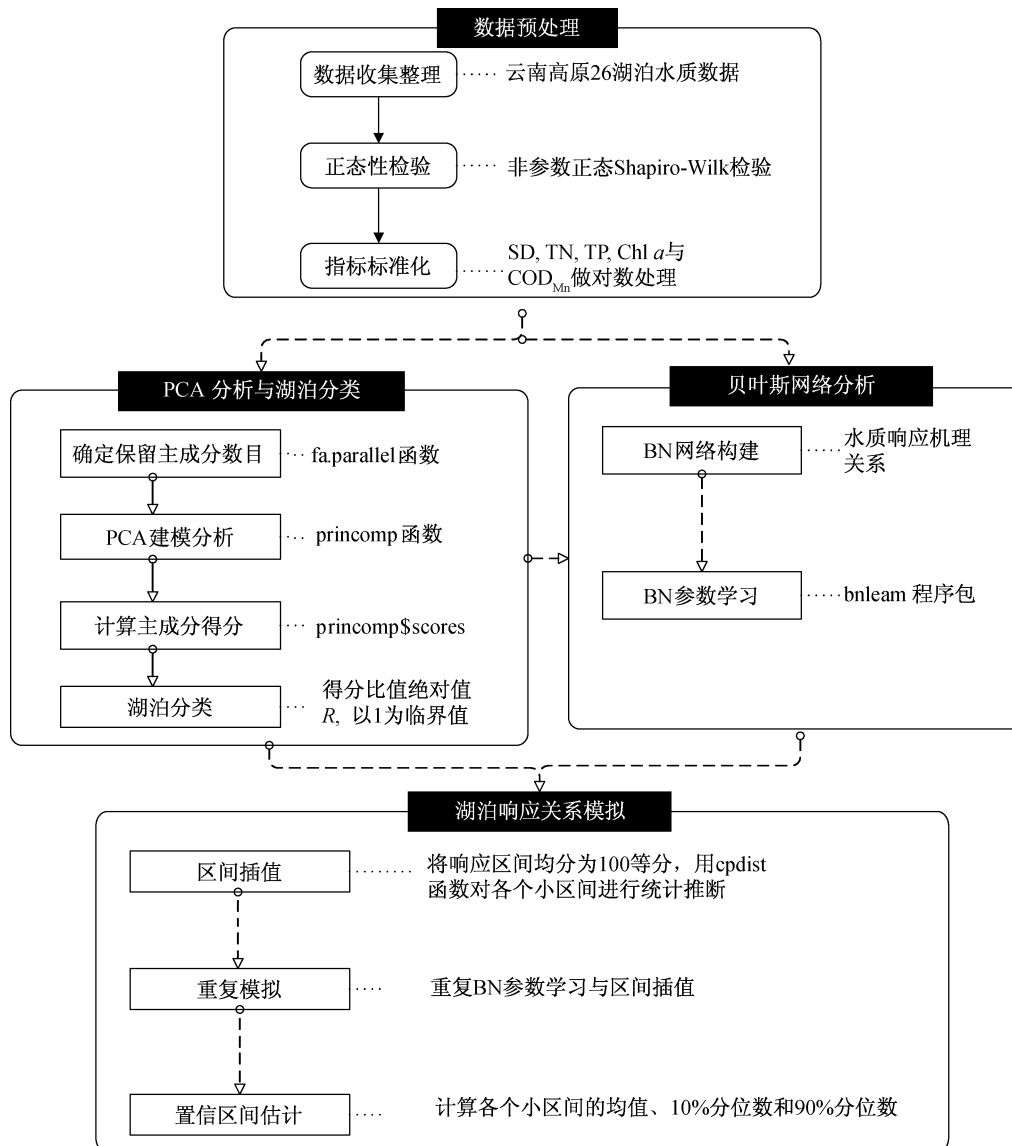 数据预处理
数据收集整理
云南高原26湖泊水质数据
正态性检验
非参数正态Shapiro-Wilk检验
指标标准化
SD, TN, TP, Chl a与
CODMn做对数处理
PCA 分析与湖泊分类
确定保留主成分数目
fa.parallel函数
PCA建模分析
princomp函数
计算主成分得分
princomp$scores
湖泊分类
得分比值绝对值
R, 以1为临界值
贝叶斯网络分析
BN网络构建
水质响应机理
关系
BN参数学习
bnleam 程序包
湖泊响应关系模拟
区间插值
将响应区间均分为100等分，用cpdist
函数对各个小区间进行统计推断
重复模拟
重复BN参数学习与区间插值
置信区间估计
计算各个小区间的均值、10%分位数和90%分位数